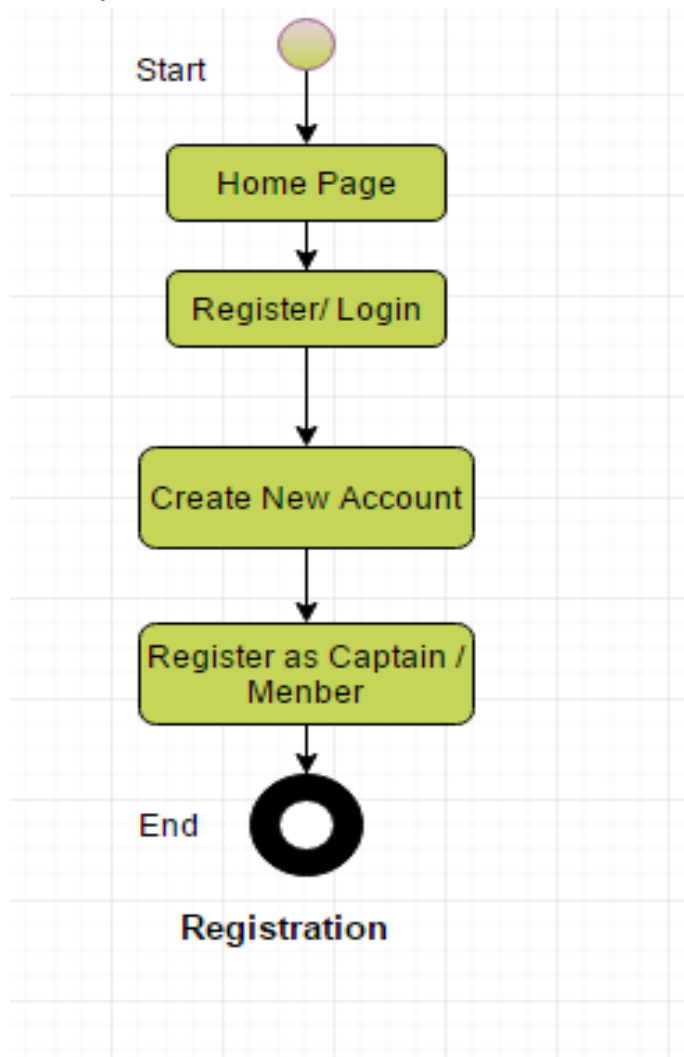 Start
Home Page
Register/ Login
Create New Account
Register as Captain /
Menber
End
Registration